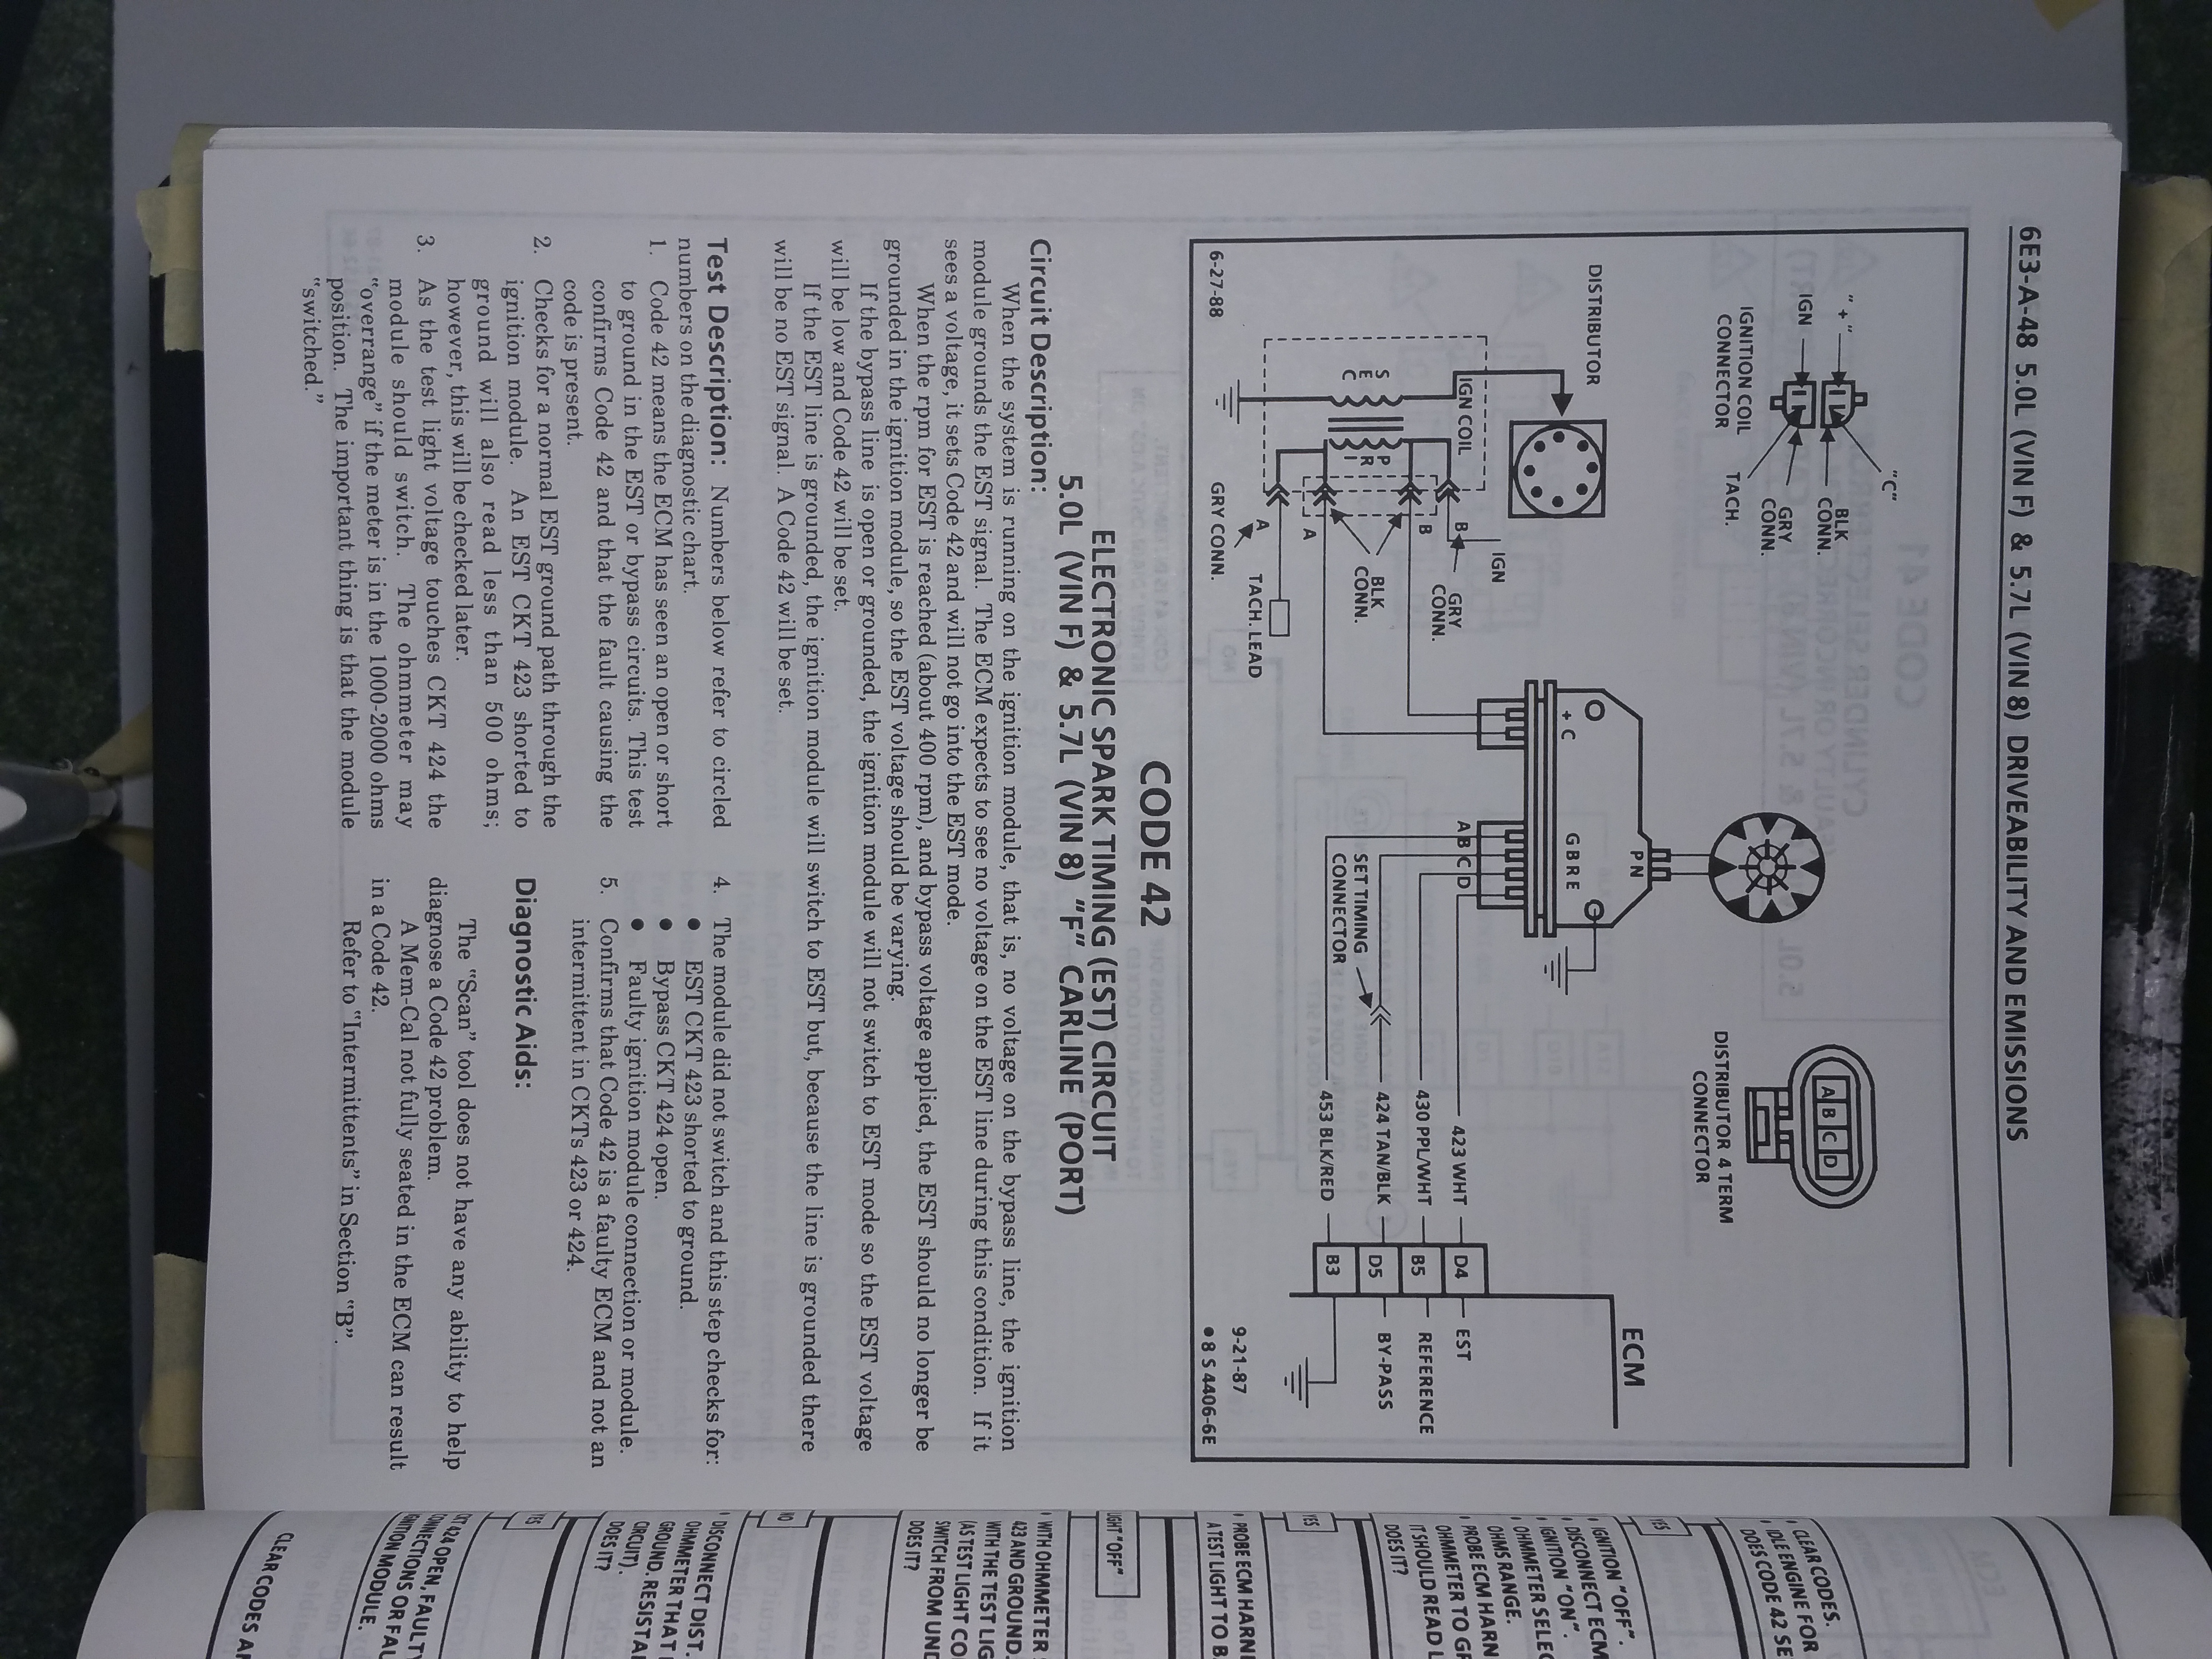 6E3-A-48 5.0L (VIN F) & 5.7L (VIN 8) DRIVEABILITY AND EMISSIONS
"C"
" + "
IGN
BLK
CONN.
GRY
CONN.
TACH.
IGNITION COIL
CONNECTOR
DISTRIBUTOR
A B C D
DISTRIBUTOR 4 TERM
CONNECTOR
P N
+ C
G B R E
ECM
IGN COIL
IGN
S
E
C
P
R
I
B
B
GRY
CONN.
BLK
CONN.
A
A
TACH. LEAD
GRY CONN.
A B C D
SET TIMING
CONNECTOR
423 WHT
D4
EST
430 PPL/WHT
B5
REFERENCE
424 TAN/BLK
D5
BY-PASS
453 BLK/RED
B3
6-27-88
9-21-87
● 8 S 4406-6E
CODE 42
ELECTRONIC SPARK TIMING (EST) CIRCUIT
5.0L (VIN F) & 5.7L (VIN 8) "F" CARLINE (PORT)
Circuit Description:
When the system is running on the ignition module, that is, no voltage on the bypass line, the ignition
module grounds the EST signal. The ECM expects to see no voltage on the EST line during this condition. If it
sees a voltage, it sets Code 42 and will not go into the EST mode.
When the rpm for EST is reached (about 400 rpm), and bypass voltage applied, the EST should no longer be
grounded in the ignition module, so the EST voltage should be varying.
If the bypass line is open or grounded, the ignition module will not switch to EST mode so the EST voltage
will be low and Code 42 will be set.
If the EST line is grounded, the ignition module will switch to EST but, because the line is grounded there
will be no EST signal. A Code 42 will be set.
Test Description: Numbers below refer to circled
numbers on the diagnostic chart.
1. Code 42 means the ECM has seen an open or short
to ground in the EST or bypass circuits. This test
confirms Code 42 and that the fault causing the
code is present.
2. Checks for a normal EST ground path through the
ignition module. An EST CKT 423 shorted to
ground will also read less than 500 ohms;
however, this will be checked later.
3. As the test light voltage touches CKT 424 the
module should switch. The ohmmeter may
"overrange" if the meter is in the 1000-2000 ohms
position. The important thing is that the module
"switched."
4. The module did not switch and this step checks for:
● EST CKT 423 shorted to ground.
● Bypass CKT 424 open.
● Faulty ignition module connection or module.
5. Confirms that Code 42 is a faulty ECM and not an
intermitent in CKTs 423 or 424.
Diagnostic Aids:
The "Scan" tool does not have any ability to help
diagnose a Code 42 problem.
A Mem-Cal not fully seated in the ECM can result
in a Code 42.
Refer to "Intermittents" in Section "B".
CLEAR CODES.
IDLE ENGINE FOR
DOES CODE 42 SE
YES
IGNITION "OFF".
DISCONNECT ECM
IGNITION "ON".
OHMMETER SELEC
OHMS RANGE.
PROBE ECM HARN
OHMMETER TO GR
IT SHOULD READ L
DOES IT?
YES
PROBE ECM HARNE
A TEST LIGHT TO B
IGHT "OFF"
WITH OHMMETER S
423 AND GROUND.
WITH THE TEST LIG
(AS TEST LIGHT CO
SWITCH FROM UND
DOES IT?
NO
DISCONNECT DIST.
OHMMETER THAT
GROUND, RESISTA
CIRCUIT).
DOES IT?
YES
KT 424 OPEN, FAULTY
ONNECTIONS OR FAU
GNITION MODULE.
CLEAR CODES A